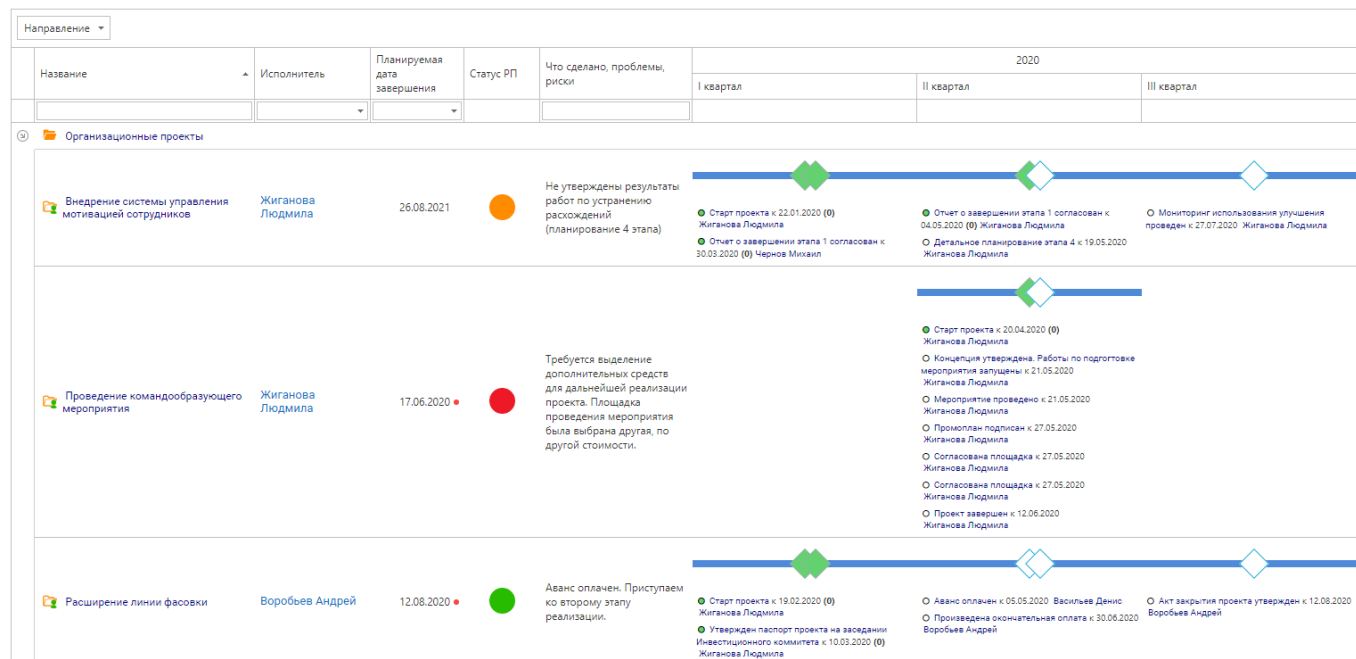 Направление
Название
Исполнитель
Планируемая
дата
завершения
Статус РП
Что сделано, проблемы,
риски
2020
I квартал
II квартал
III квартал
Организационные проекты
Внедрение системы управления
мотивацией сотрудников
Жиганова
Людмила
26.08.2021
Не утверждены результаты
работ по устранению
расхождений
(планирование 4 этапа)
Старт проекта к 22.01.2020 (0)
Жиганова Людмила
Отчет о завершении этапа 1 согласован к
30.03.2020 (0) Чернов Михаил
Отчет о завершении этапа 1 согласован к
04.05.2020 (0) Жиганова Людмила
Детальное планирование этапа 4 к 19.05.2020
Жиганова Людмила
Мониторинг использования улучшения
проведен к 27.07.2020 Жиганова Людмила
Проведение командообразующего
мероприятия
Жиганова
Людмила
17.06.2020
Требуется выделение
дополнительных средств
для дальнейшей реализации
проекта. Площадка
проведения мероприятия
была выбрана другая, по
другой стоимости.
Старт проекта к 20.04.2020 (0)
Жиганова Людмила
Концепция утверждена. Работы по подгоtовке
мероприятия запущены к 21.05.2020
Жиганова Людмила
Мероприятие проведено к 21.05.2020
Жиганова Людмила
Промоплан подписан к 27.05.2020
Жиганова Людмила
Согласована площадка к 27.05.2020
Жиганова Людмила
Согласована площадка к 27.05.2020
Жиганова Людмила
Проект завершен к 12.06.2020
Жиганова Людмила
Расширение линии фасовки
Воробьев Андрей
12.08.2020
Аванс оплачен. Приступаем
ко второму этапу
реализации.
Старт проекта к 19.02.2020 (0)
Жиганова Людмила
Утвержден паспорт проекта на заседании
Инвестиционного коммитета к 10.03.2020 (0)
Жиганова Людмила
Аванс оплачен к 05.05.2020 Васильев Денис
Произведена окончательная оплата к 30.06.2020
Воробьев Андрей
Акт закрытия проекта утвержден к 12.08.2020
Воробьев Андрей